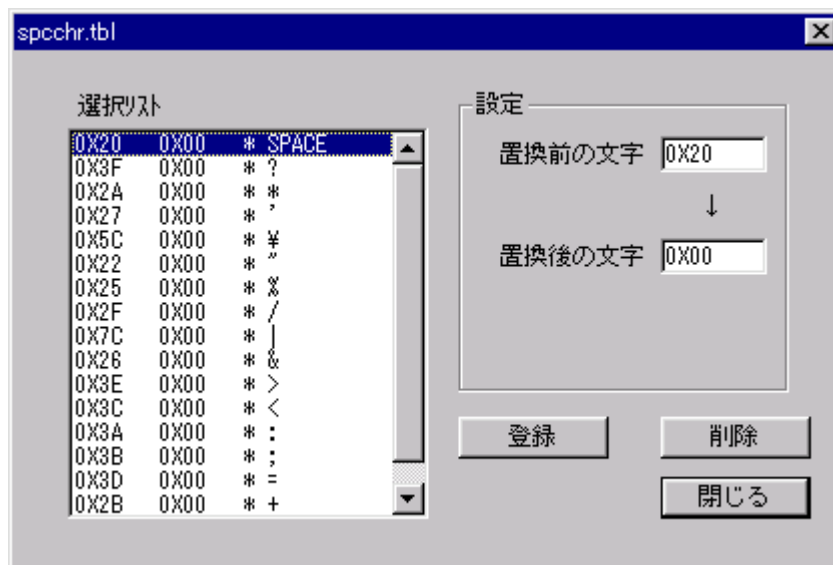 spcchr.tbl
選択リスト
0X20 0X00 * SPACE
0X3F 0X00 * ?
0X2A 0X00 * *
0X27 0X00 * '
0X5C 0X00 * ¥
0X22 0X00 * "
0X25 0X00 * %
0X2F 0X00 * /
0X7C 0X00 * |
0X26 0X00 * &
0X3E 0X00 * >
0X3C 0X00 * <
0X3A 0X00 * :
0X3B 0X00 * ;
0X3D 0X00 * =
0X2B 0X00 * +
設定
置換前の文字 0X20
↓
置換後の文字 0X00
登録 削除
閉じる